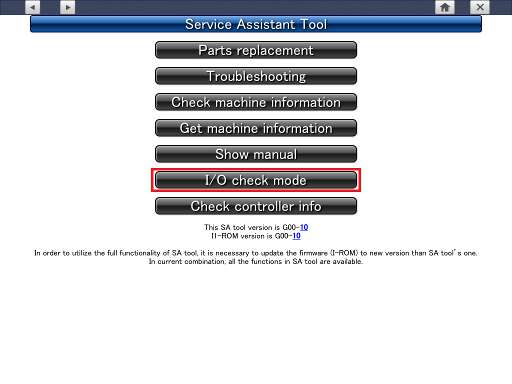 Service Assistant Tool
Parts replacement
Troubleshooting
Check machine information
Get machine information
Show manual
I/O check mode
Check controller info
This SA tool version is G00-10
II-ROM version is G00-10
In order to utilize the full functionality of SA tool, it is necessary to update the firmware (I-ROM) to new version than SA tool's one.
In current combination, all the functions in SA tool are available.